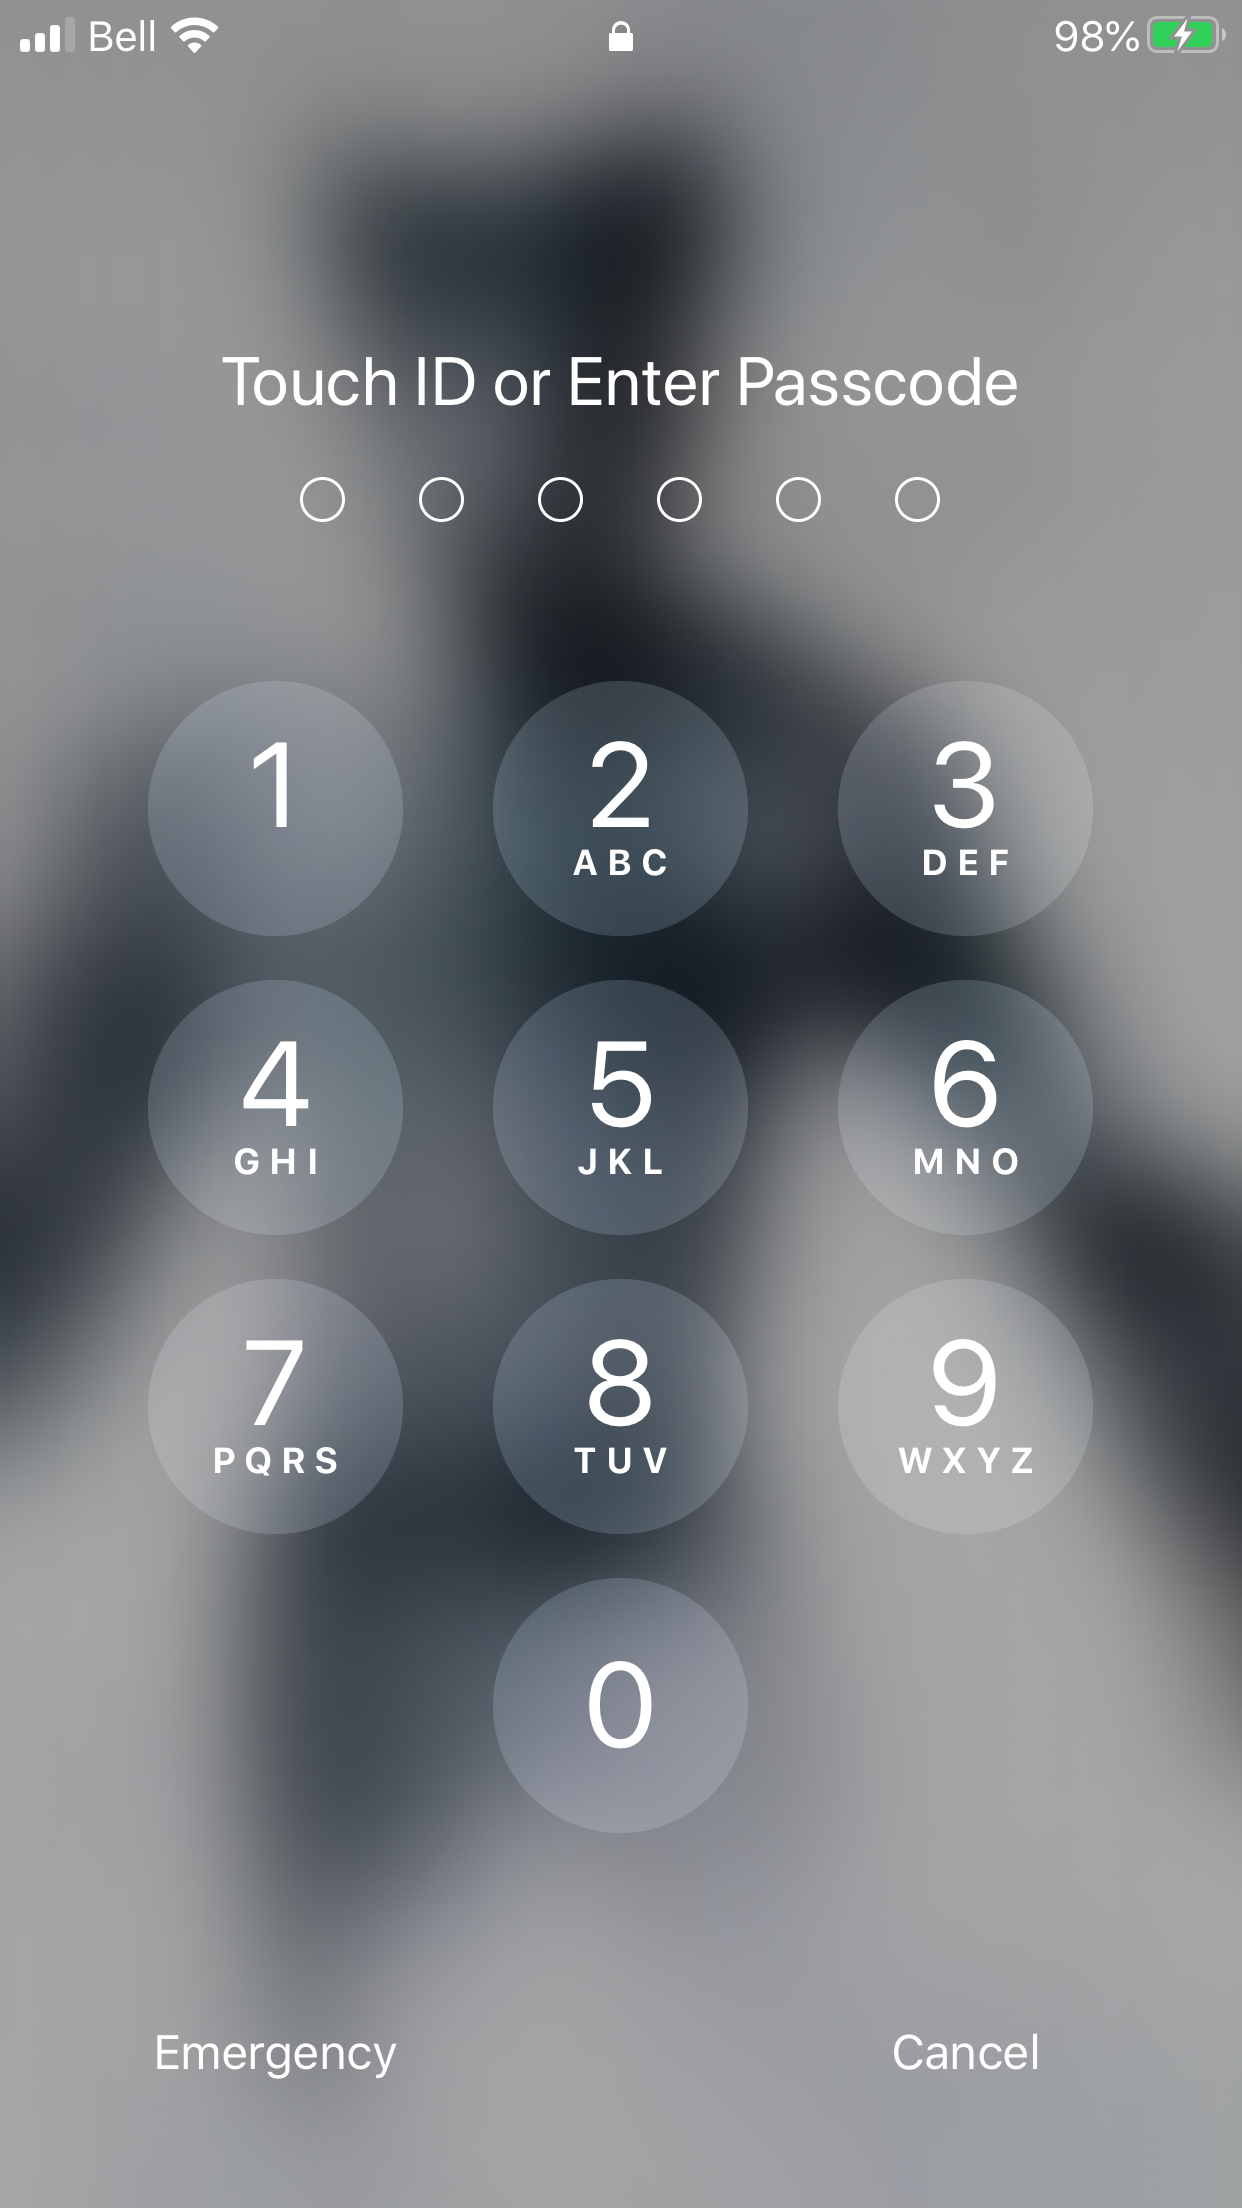 Bell 98%
Touch ID or Enter Passcode
1 2 3
ABC DEF
4 5 6
GHI JKL MNO
7 8 9
PQRS TUV WXYZ
0
Emergency Cancel